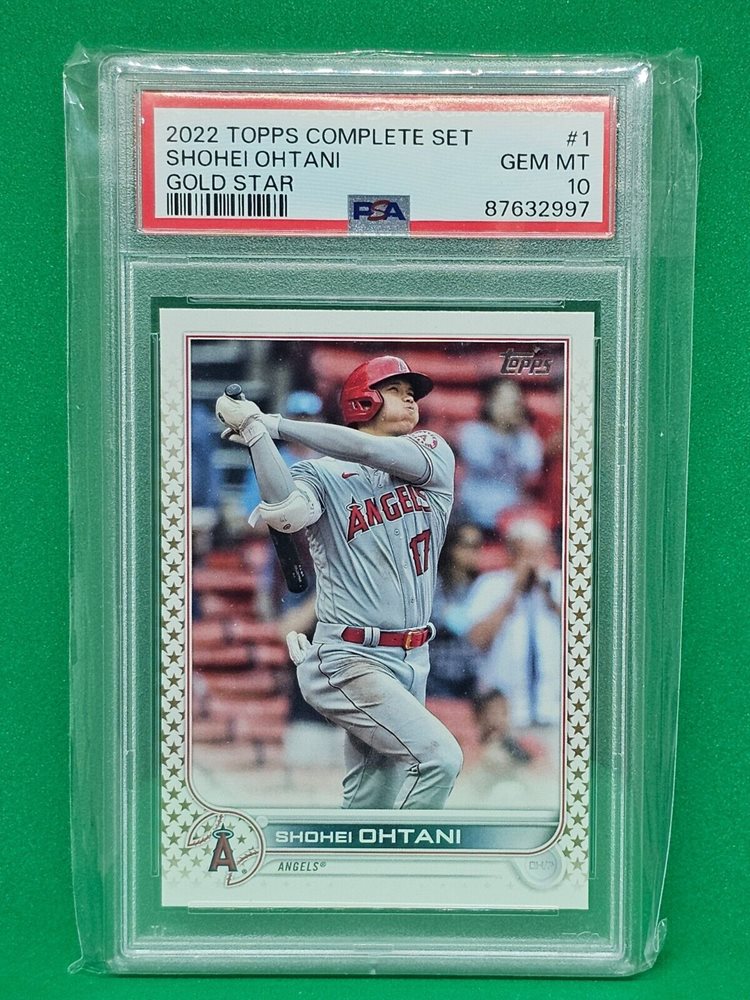 2022 TOPPS COMPLETE SET #1
SHOHEI OHTANI GEM MT
GOLD STAR 10
PSA 87632997
Topps
ANGELS
17
SHOHEI OHTANI
A
ANGELS®